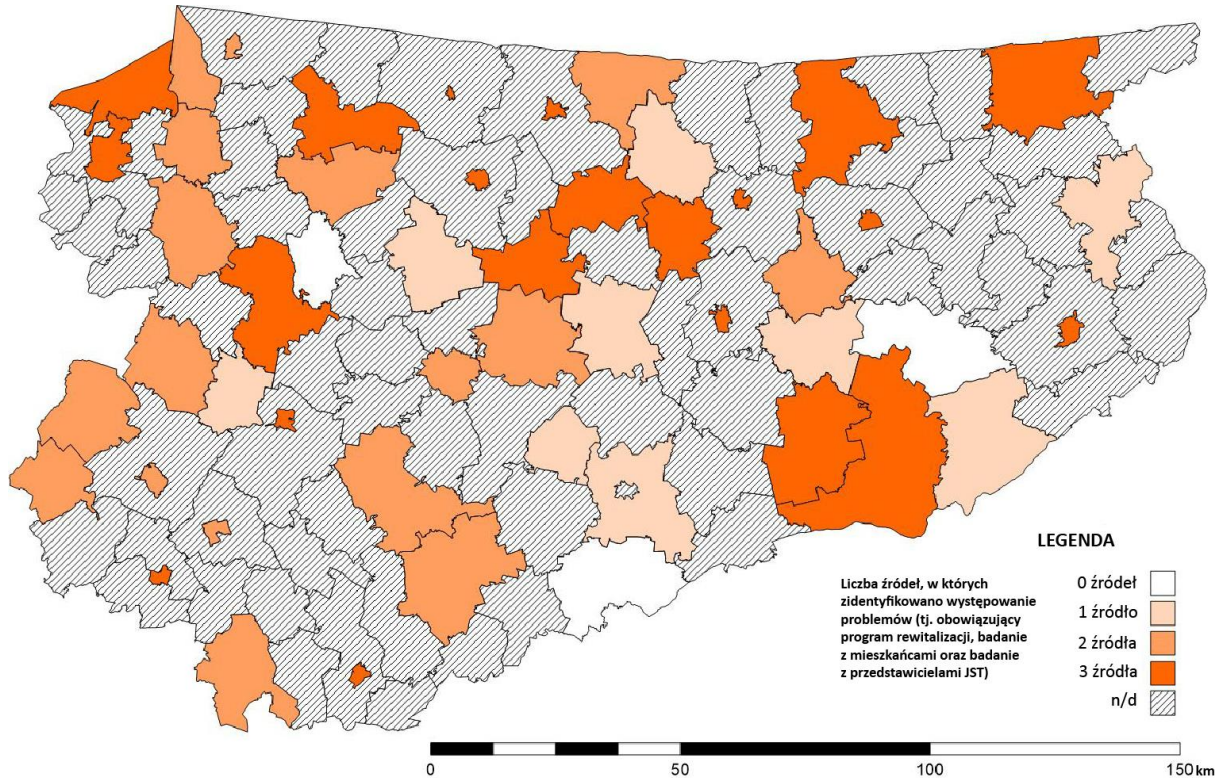 LEGENDA
Liczba źródeł, w których
zidentyfikowano występowanie
problemów (tj. obowiązujący
program rewitalizacji, badanie
z mieszkańcami oraz badanie
z przedstawicielami JST)
0 źródeł
1 źródło
2 źródła
3 źródła
n/d
0 50 100 150 km